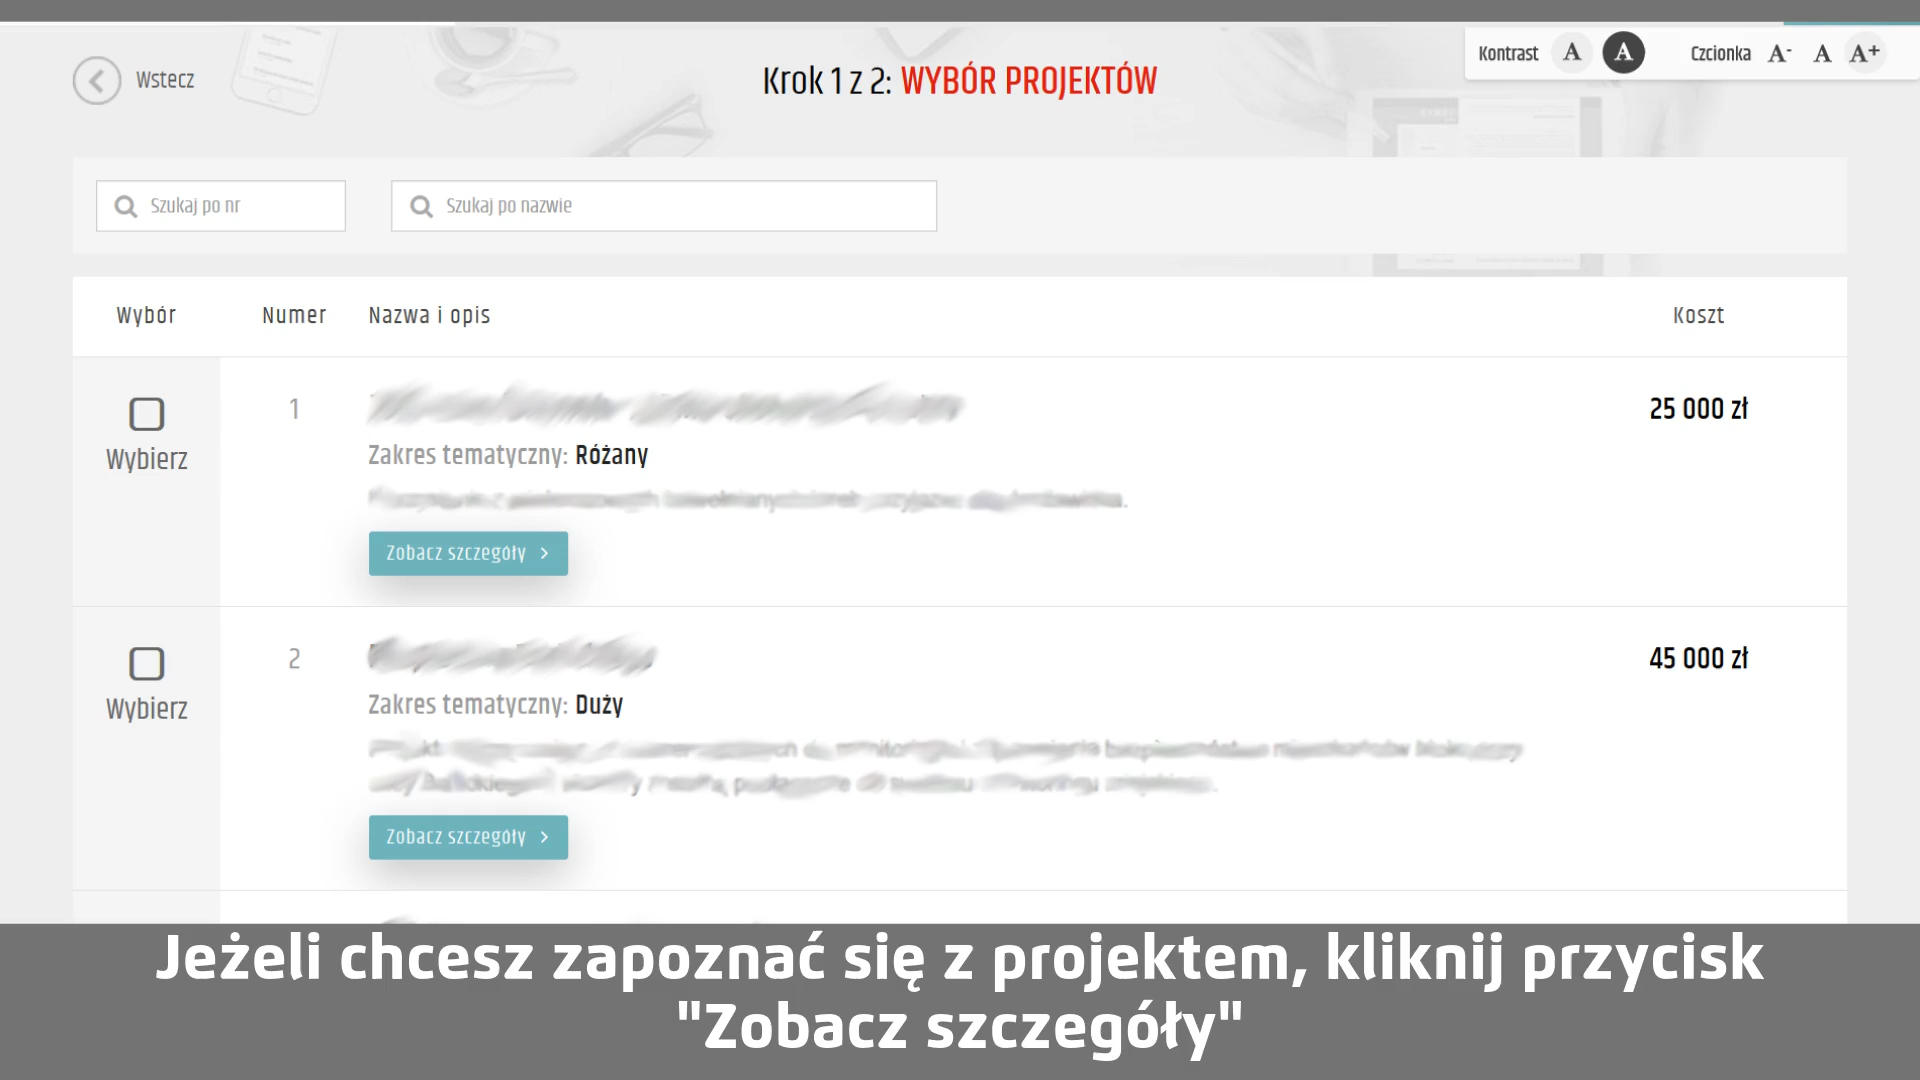 Wstecz
Krok 1 z 2: WYBÓR PROJEKTÓW
Kontrast A A Czcionka A- A A+
Szukaj po nr
Szukaj po nazwie
Wybór Numer Nazwa i opis Koszt
1 25 000 zł
Wybierz
Zakres tematyczny: Różany
Zobacz szczegóły >
2 45 000 zł
Wybierz
Zakres tematyczny: Duży
Zobacz szczegóły >
Jeżeli chcesz zapoznać się z projektem, kliknij przycisk
"Zobacz szczegóły"